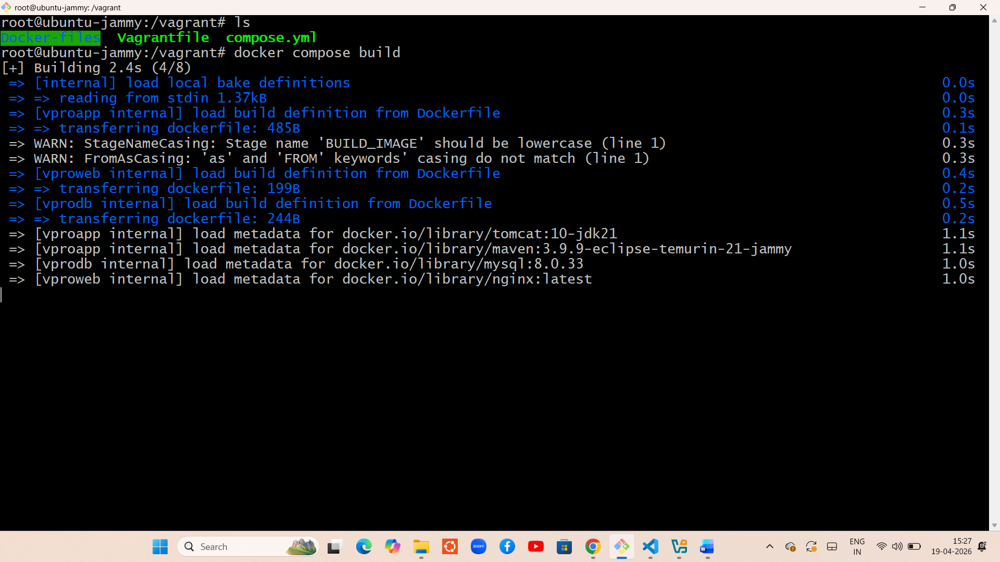 root@ubuntu-jammy: /vagrant
root@ubuntu-jammy:/vagrant# ls
Docker-files  Vagrantfile  compose.yml
root@ubuntu-jammy:/vagrant# docker compose build
[+] Building 2.4s (4/8)
=> [internal] load local bake definitions 0.0s
=> => reading from stdin 1.37kB 0.0s
=> [vproapp internal] load build definition from Dockerfile 0.3s
=> => transferring dockerfile: 485B 0.1s
=> WARN: StageNameCasing: Stage name 'BUILD_IMAGE' should be lowercase (line 1) 0.3s
=> WARN: FromAsCasing: 'as' and 'FROM' keywords' casing do not match (line 1) 0.3s
=> [vproweb internal] load build definition from Dockerfile 0.4s
=> => transferring dockerfile: 199B 0.2s
=> [vprodb internal] load build definition from Dockerfile 0.5s
=> => transferring dockerfile: 244B 0.2s
=> [vproapp internal] load metadata for docker.io/library/tomcat:10-jdk21 1.1s
=> [vproapp internal] load metadata for docker.io/library/maven:3.9.9-eclipse-temurin-21-jammy 1.1s
=> [vprodb internal] load metadata for docker.io/library/mysql:8.0.33 1.0s
=> [vproweb internal] load metadata for docker.io/library/nginx:latest 1.0s
Search
zoom
W
ENG
IN
15:27
19-04-2026